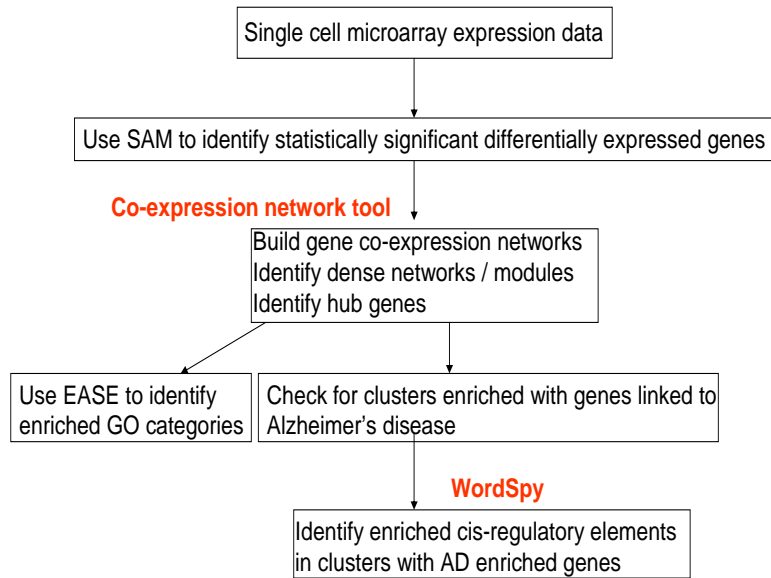 Single cell microarray expression data
Use SAM to identify statistically significant differentially expressed genes
Co-expression network tool
Build gene co-expression networks
Identify dense networks / modules
Identify hub genes
Use EASE to identify
enriched GO categories
Check for clusters enriched with genes linked to
Alzheimer's disease
WordSpy
Identify enriched cis-regulatory elements
in clusters with AD enriched genes